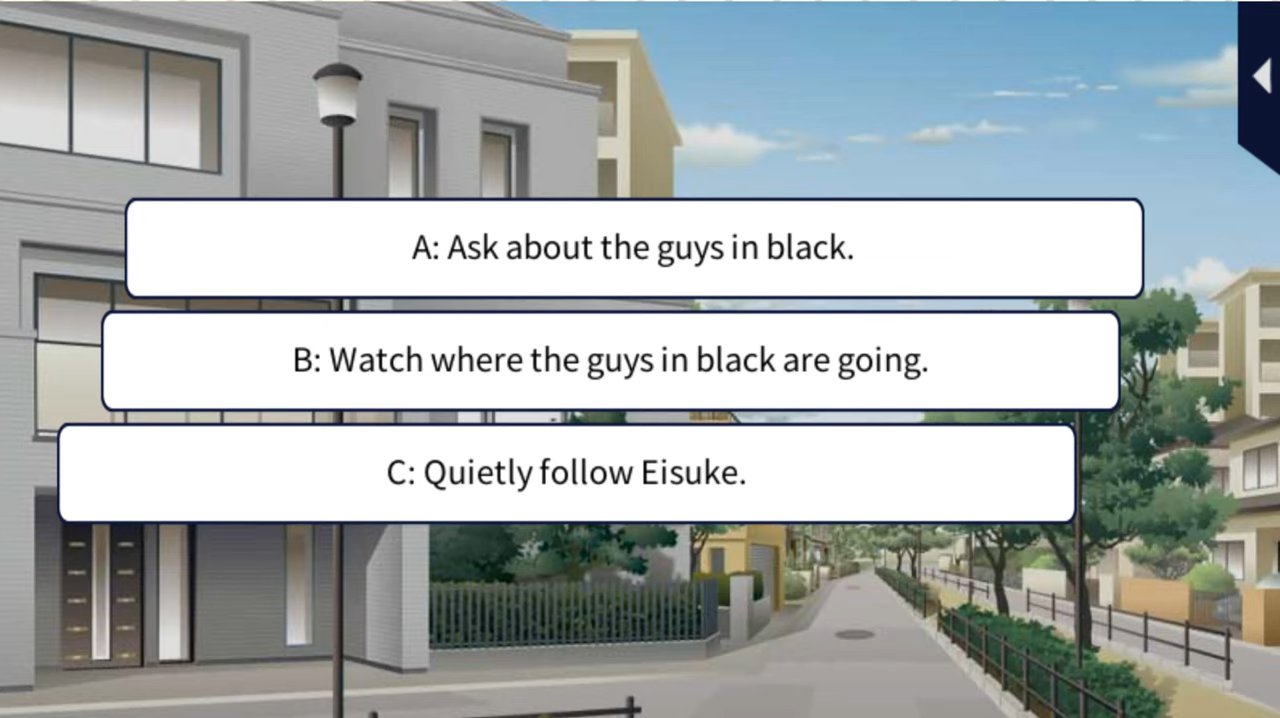 A: Ask about the guys in black.
B: Watch where the guys in black are going.
C: Quietly follow Eisuke.